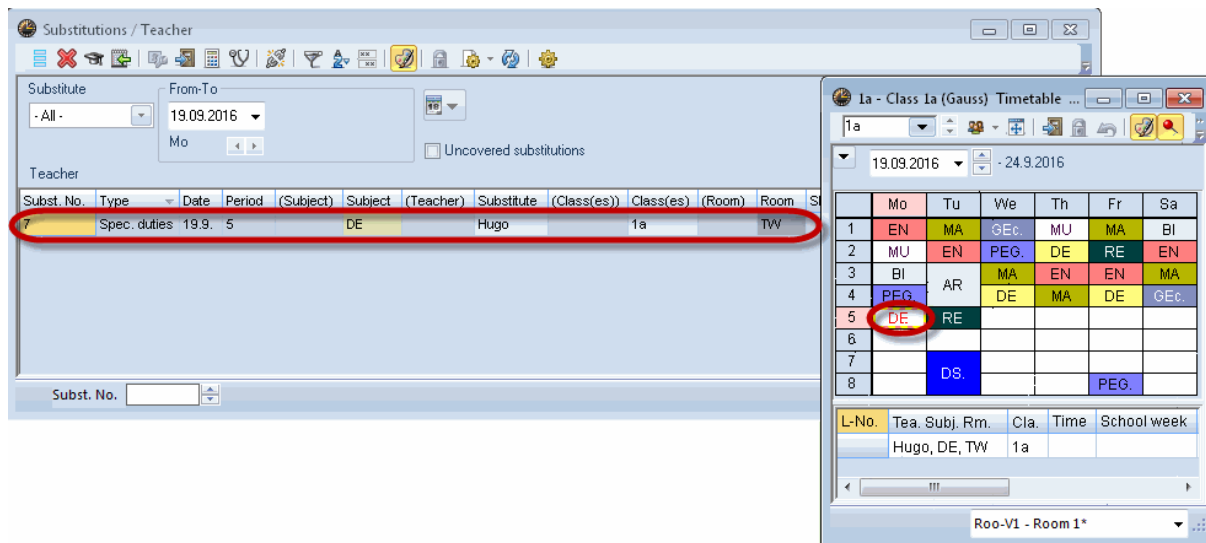 Substitutions / Teacher
Substitute
From-To
- All -
19.09.2016
Mo
Uncovered substitutions
Teacher
Subst. No. Type Date Period (Subject) Subject (Teacher) Substitute (Class(es)) Class(es) (Room) Room
7 Spec. duties 19.9. 5 DE Hugo 1a TW
Subst. No.
1a - Class 1a (Gauss) Timetable ...
1a
19.09.2016 - 24.9.2016
Mo Tu We Th Fr Sa
1 EN MA GEc. MU MA BI
2 MU EN PEG. DE RE EN
3 BI AR MA EN EN MA
4 PEG. DE MA DE GEc.
5 DE RE
6
7 DS.
8 PEG.
L-No. Tea. Subj. Rm. Cla. Time School week
Hugo, DE, TW 1a
Roo-V1 - Room 1*